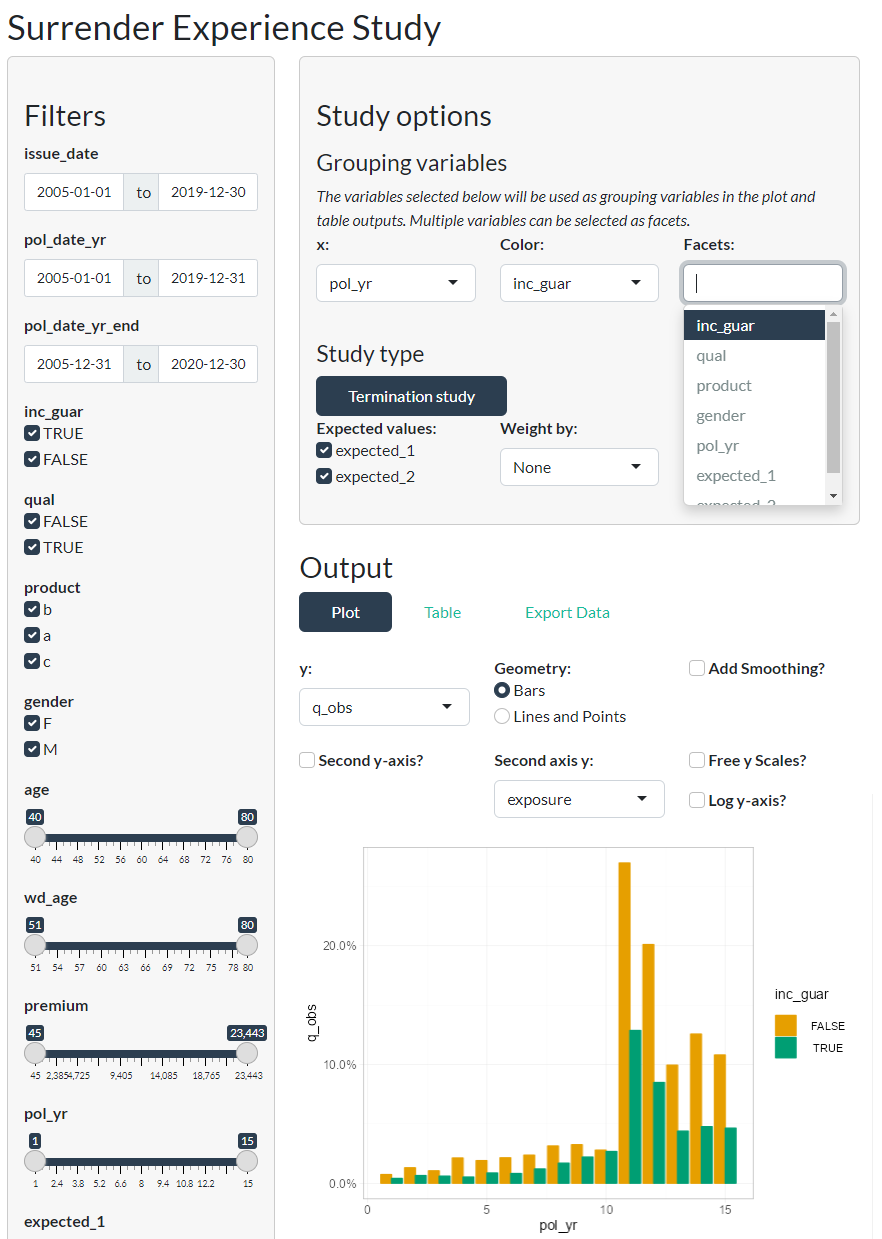 Surrender Experience Study
Filters
issue_date
2005-01-01 to 2019-12-30
pol_date_yr
2005-01-01 to 2019-12-31
pol_date_yr_end
2005-12-31 to 2020-12-30
inc_guar
TRUE
FALSE
qual
FALSE
TRUE
product
b
a
c
gender
F
M
age
40 80
40 44 48 52 56 60 64 68 72 76 80
wd_age
51 80
51 54 57 60 63 66 69 72 75 78 80
premium
45 23,443
45 2,385 4,725 9,405 14,085 18,765 23,443
pol_yr
1 15
1 2.4 3.8 5.2 6.6 8 9.4 10.8 12.2 15
expected_1
Study options
Grouping variables
The variables selected below will be used as grouping variables in the plot and
table outputs. Multiple variables can be selected as facets.
x: Color: Facets:
pol_yr inc_guar
inc_guar
qual
product
gender
pol_yr
expected_1
expected_2
Study type
Termination study
Expected values: Weight by:
expected_1
expected_2
None
Output
Plot Table Export Data
y: Geometry: Add Smoothing?
q_obs
Bars
Lines and Points
Second y-axis? Second axis y: Free y Scales?
exposure
Log y-axis?
20.0%
10.0%
0.0%
q_obs
0 5 10 15
pol_yr
inc_guar
FALSE
TRUE